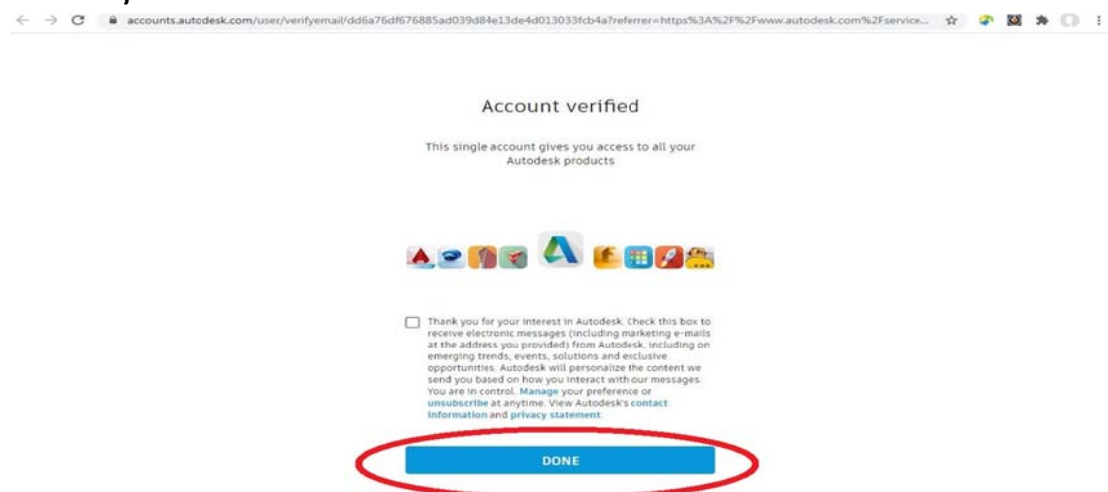 accounts.autodesk.com/user/verifyemail/dd6a76df676885ad039d84e13de4d013033fcb4a?referrer=https%3A%2F%2Fwww.autodesk.com%2Fservice...
Account verified
This single account gives you access to all your
Autodesk products
Thank you for your interest in Autodesk. Check this box to
receive electronic messages (including marketing e-mails
at the address you provided) from Autodesk, including on
emerging trends, events, solutions and exclusive
opportunities. Autodesk will personalize the content we
send you based on how you interact with our messages.
You are in control. Manage your preference or
unsubscribe at anytime. View Autodesk's contact
information and privacy statement.
DONE